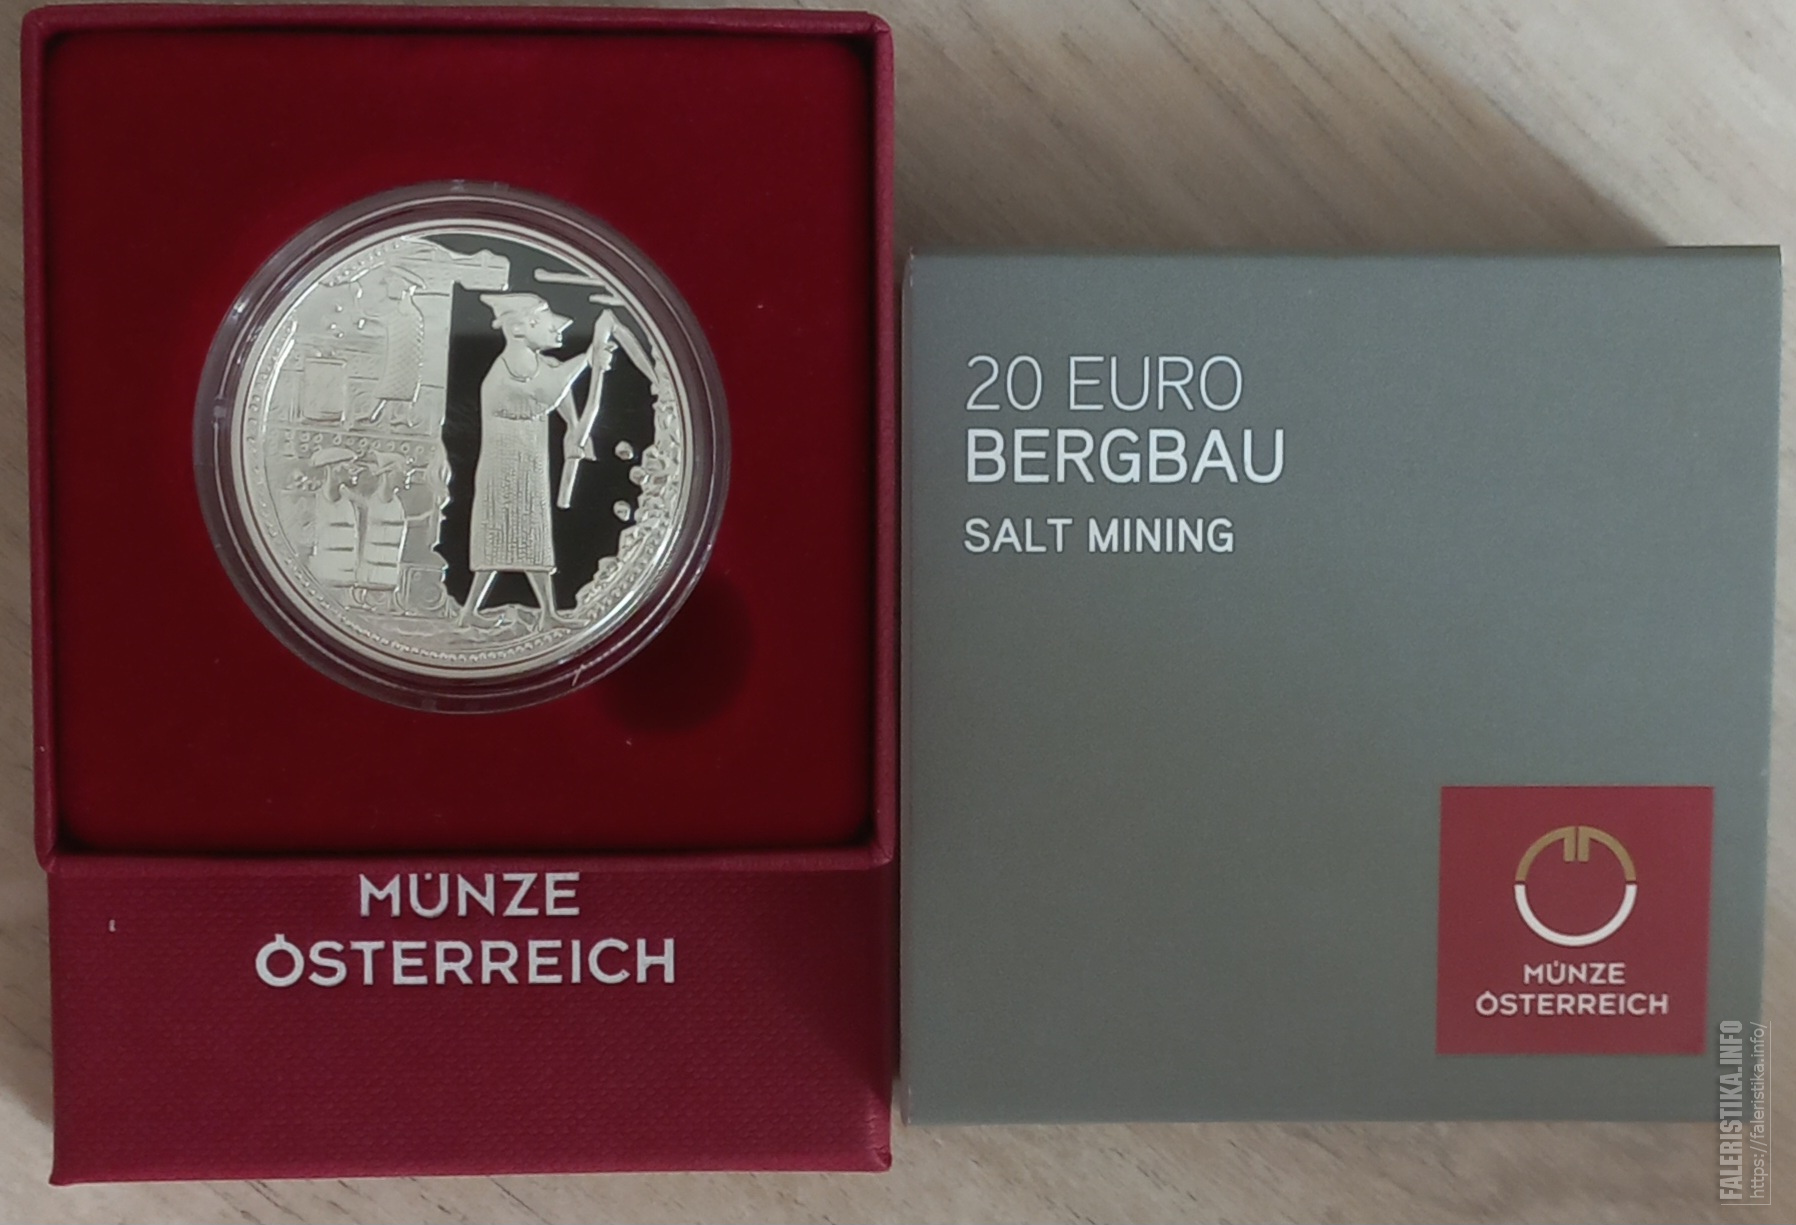 MÜNZE
ÖSTERREICH
20 EURO
BERGBAU
SALT MINING
MÜNZE
ÖSTERREICH
FALERISTIKA.INFO
https://faleristika.info/